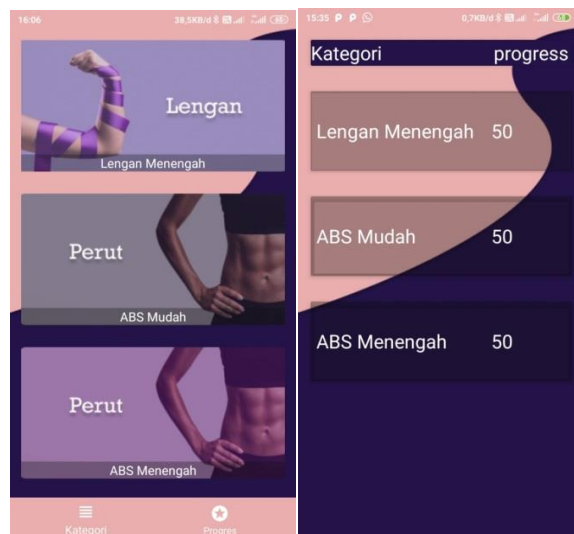 16:06
38,5KB/d
Lengan
Lengan Menengah
Perut
ABS Mudah
Perut
ABS Menengah
Kategori
Progres
15:35 P P
0,7KB/d
Kategori progress
Lengan Menengah 50
ABS Mudah 50
ABS Menengah 50